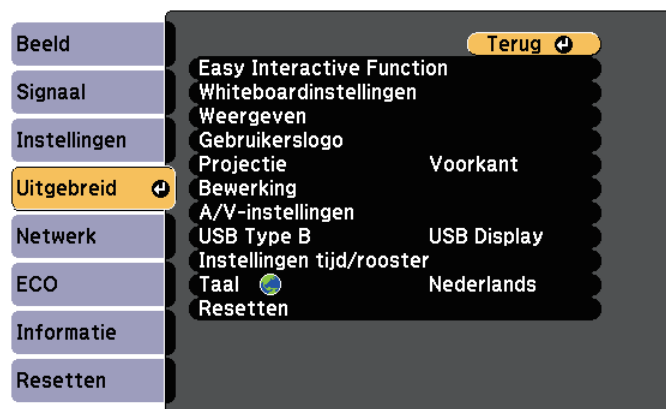 Beeld
Signaal
Instellingen
Uitgebreid
Netwerk
ECO
Informatie
Resetten
Terug
Easy Interactive Function
Whiteboardinstellingen
Weergeven
Gebruikerslogo
Projectie Voorkant
Bewerking
A/V-instellingen
USB Type B USB Display
Instellingen tijd/rooster
Taal Nederlands
Resetten